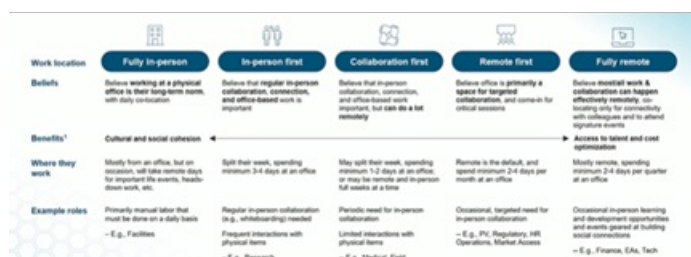 Work location
Fully in-person
In-person first
Collaboration first
Remote first
Fully remote
Beliefs
Believe working at a physical
office is their long-term norm,
with daily co-location
Believe that regular in-person
collaboration, connection,
and office-based work is
important
Believe that in-person
collaboration, connection,
and office-based work
important, but can do a lot
remotely
Believe office is primarily a
space for targeted
collaboration, and come-in for
critical sessions
Believe most/all work &
collaboration can happen
effectively remotely, co-
locating only for connectivity
with colleagues and to attend
signature events
Benefits¹
Cultural and social cohesion
Access to talent and cost
optimization
Where they
work
Mostly from an office, but on
occasion, will take remote days
for important life events, heads-
down work, etc.
Split their week, spending
minimum 3-4 days at an office
May split their week, spending
minimum 1-2 days at an office;
or may be remote and in-person
full weeks at a time
Remote is the default, and
spend minimum 2-4 days per
month at an office
Mostly remote, spending
minimum 2-4 days per quarter
at an office
Example roles
Primarily manual labor that
must be done on a daily basis
– E.g., Facilities
Regular in-person collaboration
(e.g., whiteboarding) needed
Frequent interactions with
physical items
Periodic need for in-person
collaboration
Limited interactions with
physical items
Occasional, targeted need for
in-person collaboration
– E.g., PV, Regulatory, HR
Operations, Market Access
Occasional in-person learning
and development opportunities
and events geared at building
social connections
– E.g., Finance, EAs, Tech